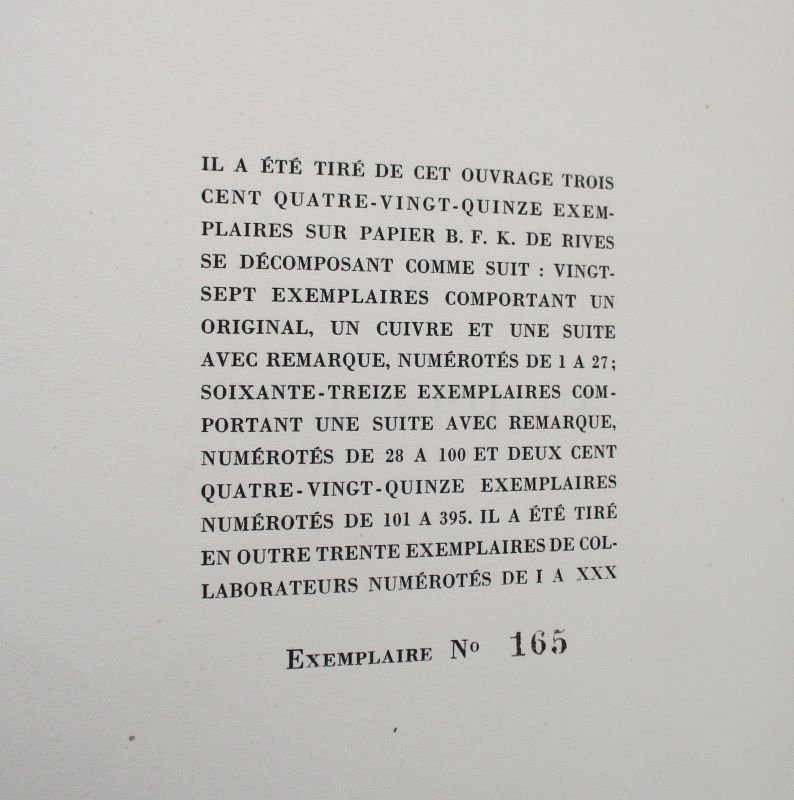 IL A ÉTÉ TIRÉ DE CET OUVRAGE TROIS
CENT QUATRE-VINGT-QUINZE EXEM-
PLAIRES SUR PAPIER B. F. K. DE RIVES
SE DÉCOMPOSANT COMME SUIT : VINGT-
SEPT EXEMPLAIRES COMPORTANT UN
ORIGINAL, UN CUIVRE ET UNE SUITE
AVEC REMARQUE, NUMÉROTÉS DE 1 A 27;
SOIXANTE-TREIZE EXEMPLAIRES COM-
PORTANT UNE SUITE AVEC REMARQUE,
NUMÉROTÉS DE 28 A 100 ET DEUX CENT
QUATRE-VINGT-QUINZE EXEMPLAIRES
NUMÉROTÉS DE 101 A 395. IL A ÉTÉ TIRÉ
EN OUTRE TRENTE EXEMPLAIRES DE COL-
LABORATEURS NUMÉROTÉS DE I A XXX
EXEMPLAIRE Nº 165